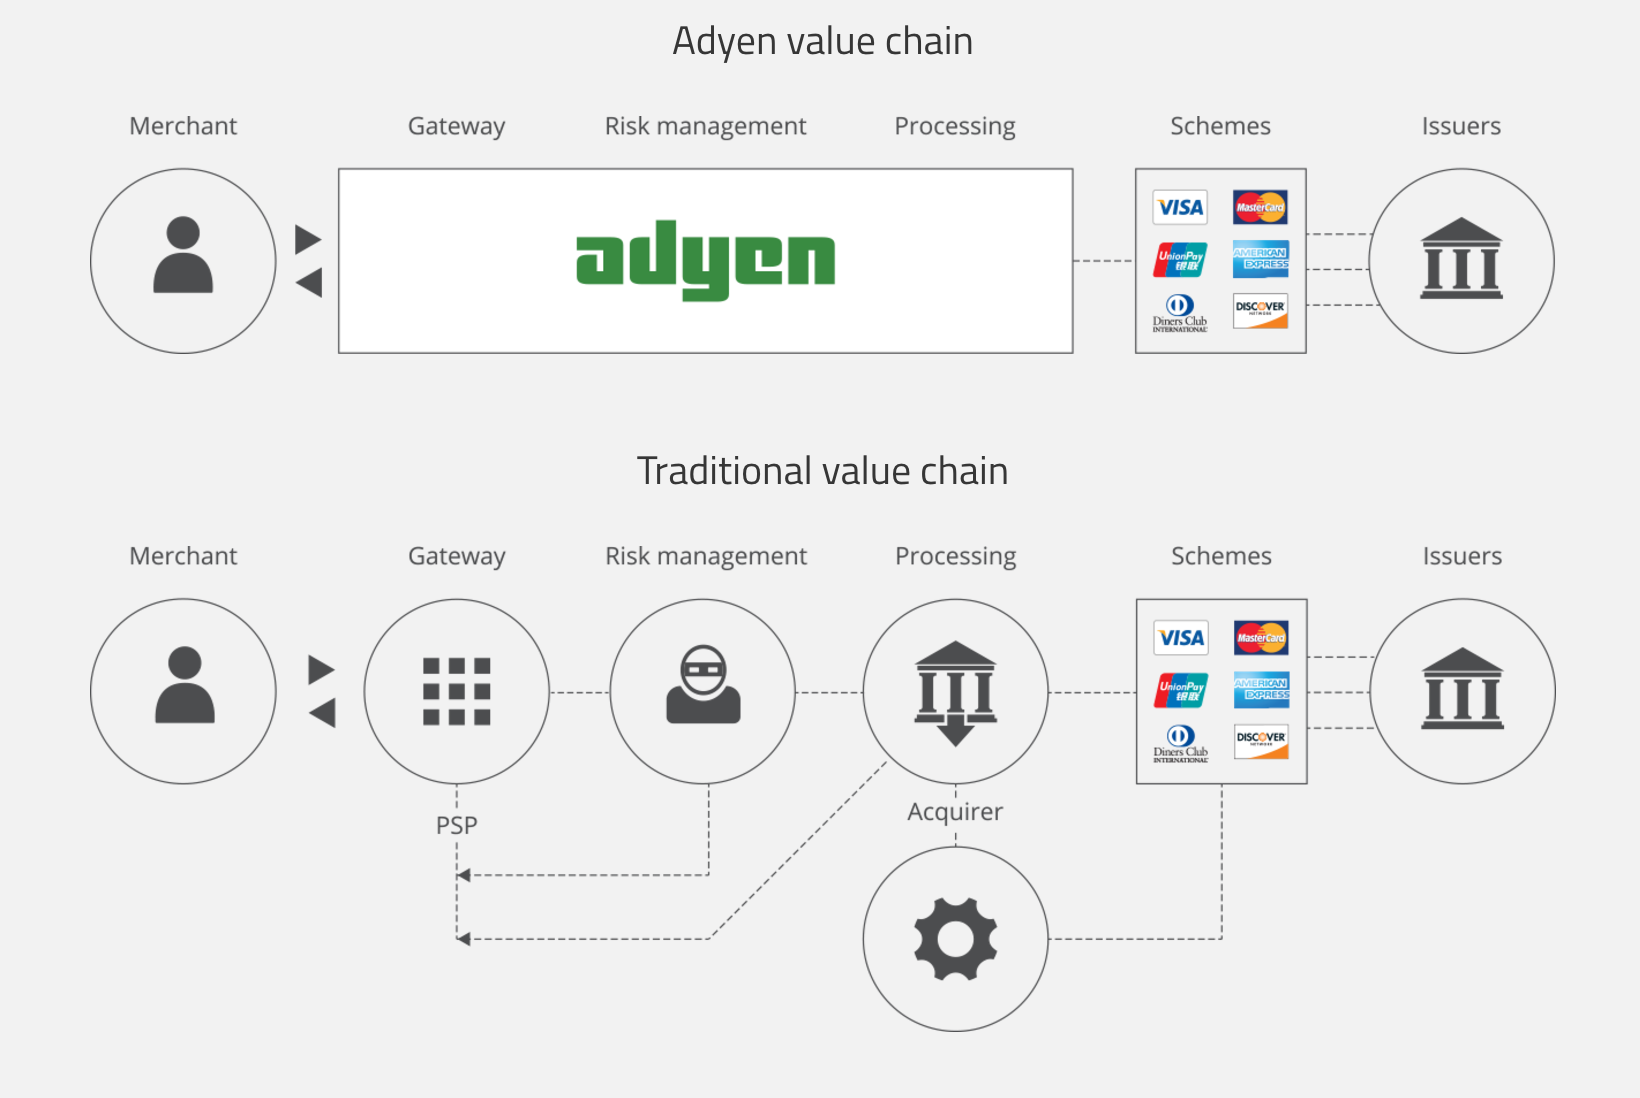 Adyen value chain
Merchant Gateway Risk management Processing Schemes Issuers
adyen
VISA MasterCard
UnionPay 银联 AMERICAN EXPRESS
Diners Club INTERNATIONAL DISCOVER NETWORK
Traditional value chain
Merchant Gateway Risk management Processing Schemes Issuers
VISA MasterCard
UnionPay 银联 AMERICAN EXPRESS
Diners Club INTERNATIONAL DISCOVER NETWORK
PSP
Acquirer